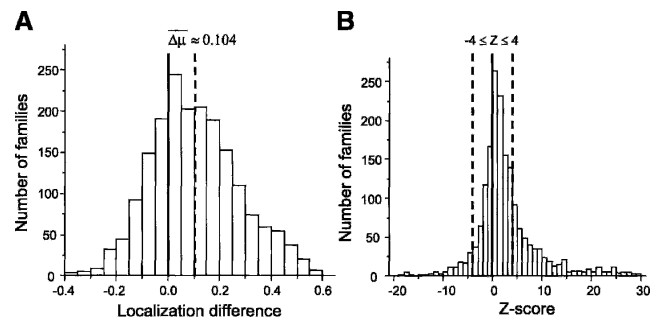 A
B
Δμ ≈ 0.104
-4 ≤ Z ≤ 4
Number of families
250
200
150
100
50
0
-0.4 -0.2 0.0 0.2 0.4 0.6
Localization difference
Number of families
250
200
150
100
50
0
-20 -10 0 10 20 30
Z-score